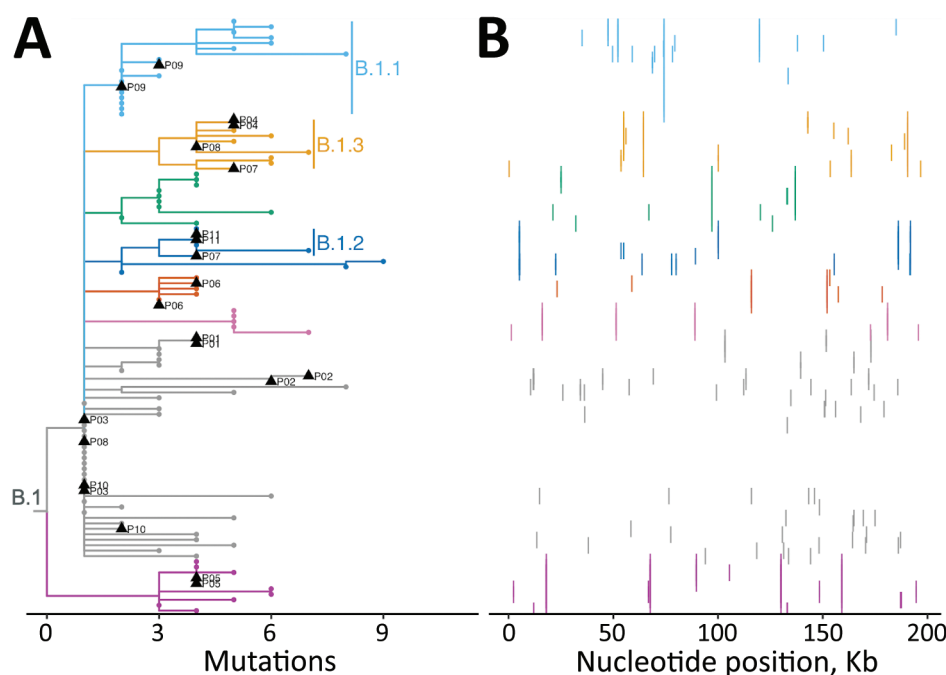 A
B
P09
P09
B.1.1
P04
P04
B.1.3
P08
P07
P11
P11
B.1.2
P07
P06
P06
P01
P01
P02
P02
P03
P08
P10
P03
B.1
P10
P05
P05
0 3 6 9
0 50 100 150 200
Mutations
Nucleotide position, Kb